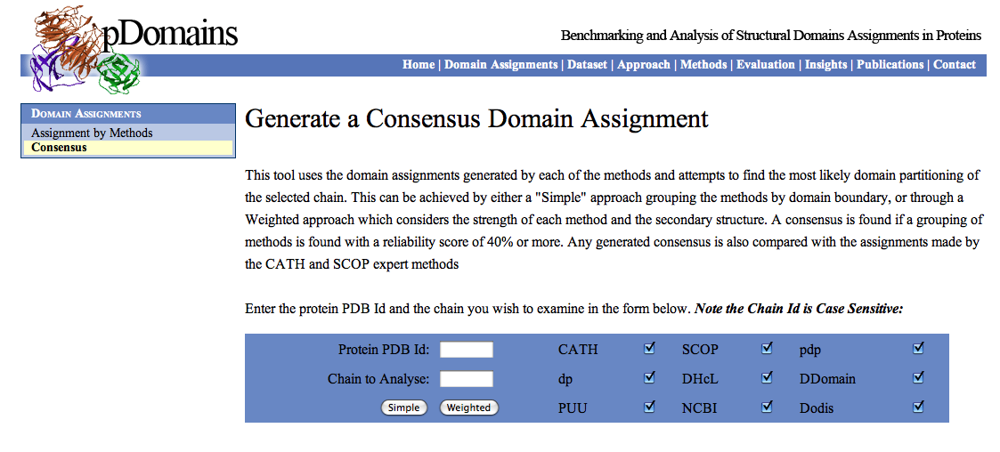 pDomains
Benchmarking and Analysis of Structural Domains Assignments in Proteins
Home | Domain Assignments | Dataset | Approach | Methods | Evaluation | Insights | Publications | Contact
Domain Assignments
Assignment by Methods
Consensus
Generate a Consensus Domain Assignment
This tool uses the domain assignments generated by each of the methods and attempts to find the most likely domain partitioning of
the selected chain. This can be achieved by either a "Simple" approach grouping the methods by domain boundary, or through a
Weighted approach which considers the strength of each method and the secondary structure. A consensus is found if a grouping of
methods is found with a reliability score of 40% or more. Any generated consensus is also compared with the assignments made by
the CATH and SCOP expert methods
Enter the protein PDB Id and the chain you wish to examine in the form below. Note the Chain Id is Case Sensitive:
Protein PDB Id: CATH SCOP pdp
Chain to Analyse: dp DHcL DDomain
Simple Weighted PUU NCBI Dodis